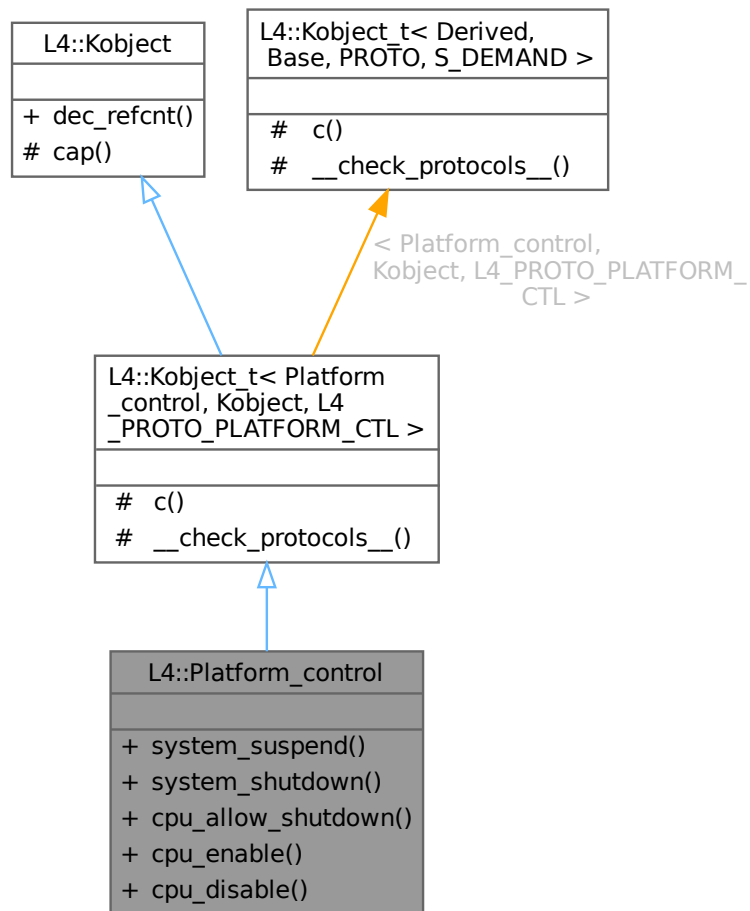 L4::Kobject
+ dec_refcnt()
# cap()
L4::Kobject_t< Derived,
Base, PROTO, S_DEMAND >
# c()
# __check_protocols__()
< Platform_control,
Kobject, L4_PROTO_PLATFORM_
CTL >
L4::Kobject_t< Platform
_control, Kobject, L4
_PROTO_PLATFORM_CTL >
# c()
# __check_protocols__()
L4::Platform_control
+ system_suspend()
+ system_shutdown()
+ cpu_allow_shutdown()
+ cpu_enable()
+ cpu_disable()